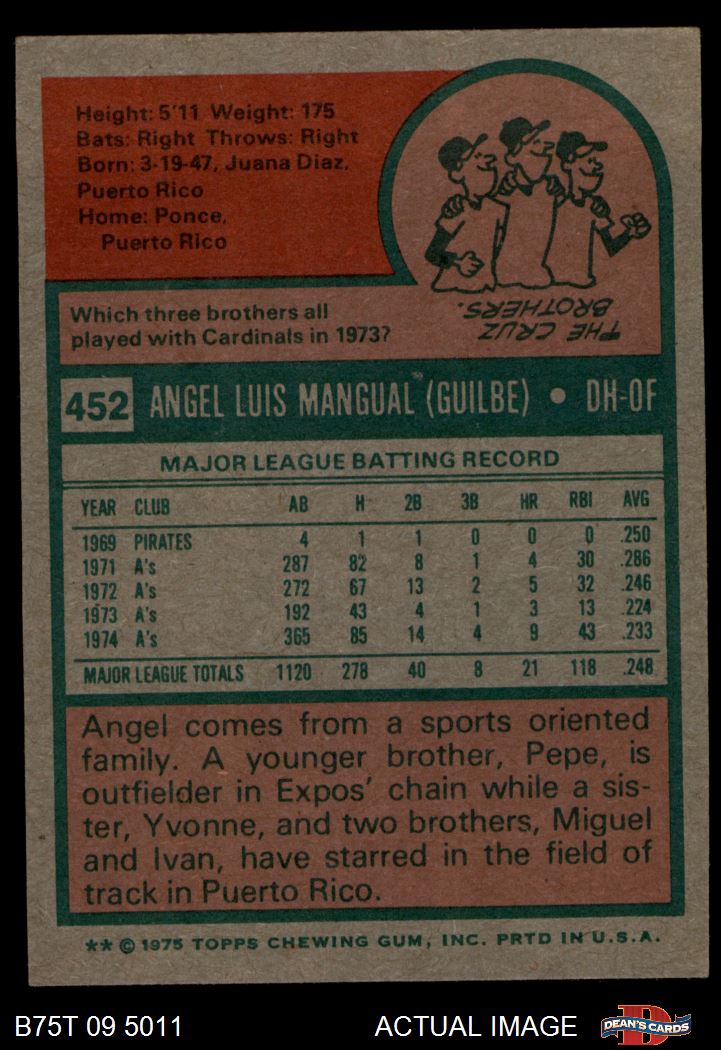 Height: 5'11 Weight: 175
Bats: Right Throws: Right
Born: 3-19-47, Juana Diaz,
Puerto Rico
Home: Ponce,
Puerto Rico
Which three brothers all
played with Cardinals in 1973?
THE CRUZ
BROTHERS.
452 ANGEL LUIS MANGUAL (GUILBE) • DH-OF
MAJOR LEAGUE BATTING RECORD
YEAR CLUB AB H 2B 3B HR RBI AVG
1969 PIRATES 4 1 1 0 0 0 .250
1971 A's 287 82 8 1 4 30 .286
1972 A's 272 67 13 2 5 32 .246
1973 A's 192 43 4 1 3 13 .224
1974 A's 365 85 14 4 9 43 .233
MAJOR LEAGUE TOTALS 1120 278 40 8 21 118 .248
Angel comes from a sports oriented
family. A younger brother, Pepe, is
outfielder in Expos' chain while a sis-
ter, Yvonne, and two brothers, Miguel
and Ivan, have starred in the field of
track in Puerto Rico.
** © 1975 TOPPS CHEWING GUM, INC. PRTD IN U.S.A.
B75T 09 5011 ACTUAL IMAGE
D
DEAN'S CARDS